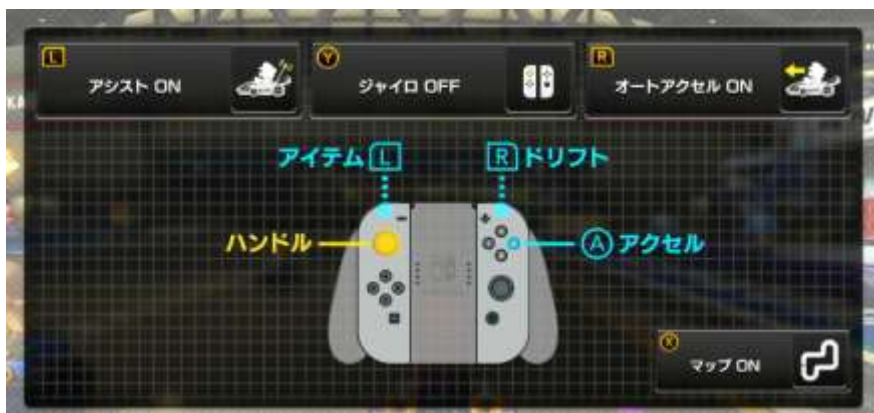 L
アシスト ON
Y
ジャイロ OFF
R
オートアクセル ON
アイテム L
R ドリフト
ハンドル
A アクセル
X
マップ ON